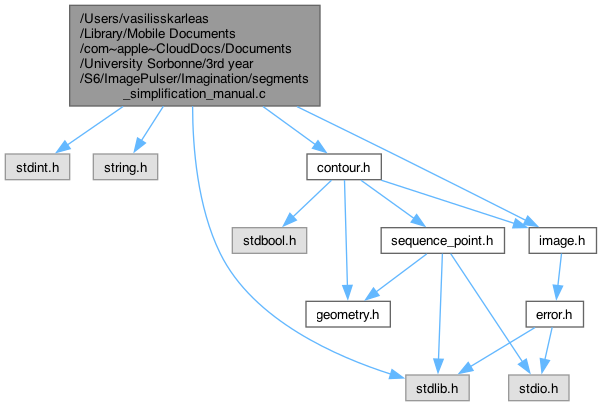 /Users/vasilisskarleas
/Library/Mobile Documents
/com~apple~CloudDocs/Documents
/University Sorbonne/3rd year
/S6/ImagePulser/Imagination/segments
_simplification_manual.c
stdint.h
string.h
contour.h
stdbool.h
sequence_point.h
image.h
geometry.h
error.h
stdlib.h
stdio.h